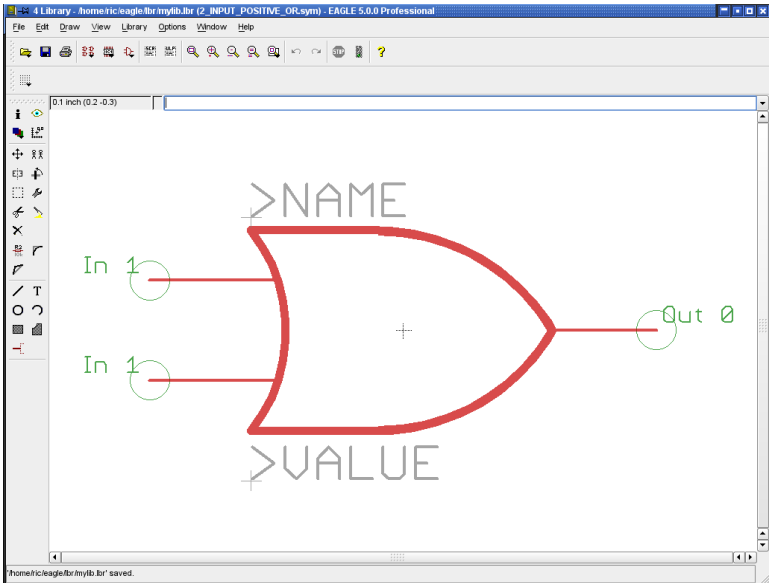 4 Library - /home/ric/eagle/lbr/mylib.lbr (2_INPUT_POSITIVE_OR.sym) - EAGLE 5.0.0 Professional
File Edit Draw View Library Options Window Help
0.1 inch (0.2 -0.3)
>NAME
In 1
Out 0
In 1
>VALUE
'/home/ric/eagle/lbr/mylib.lbr' saved.